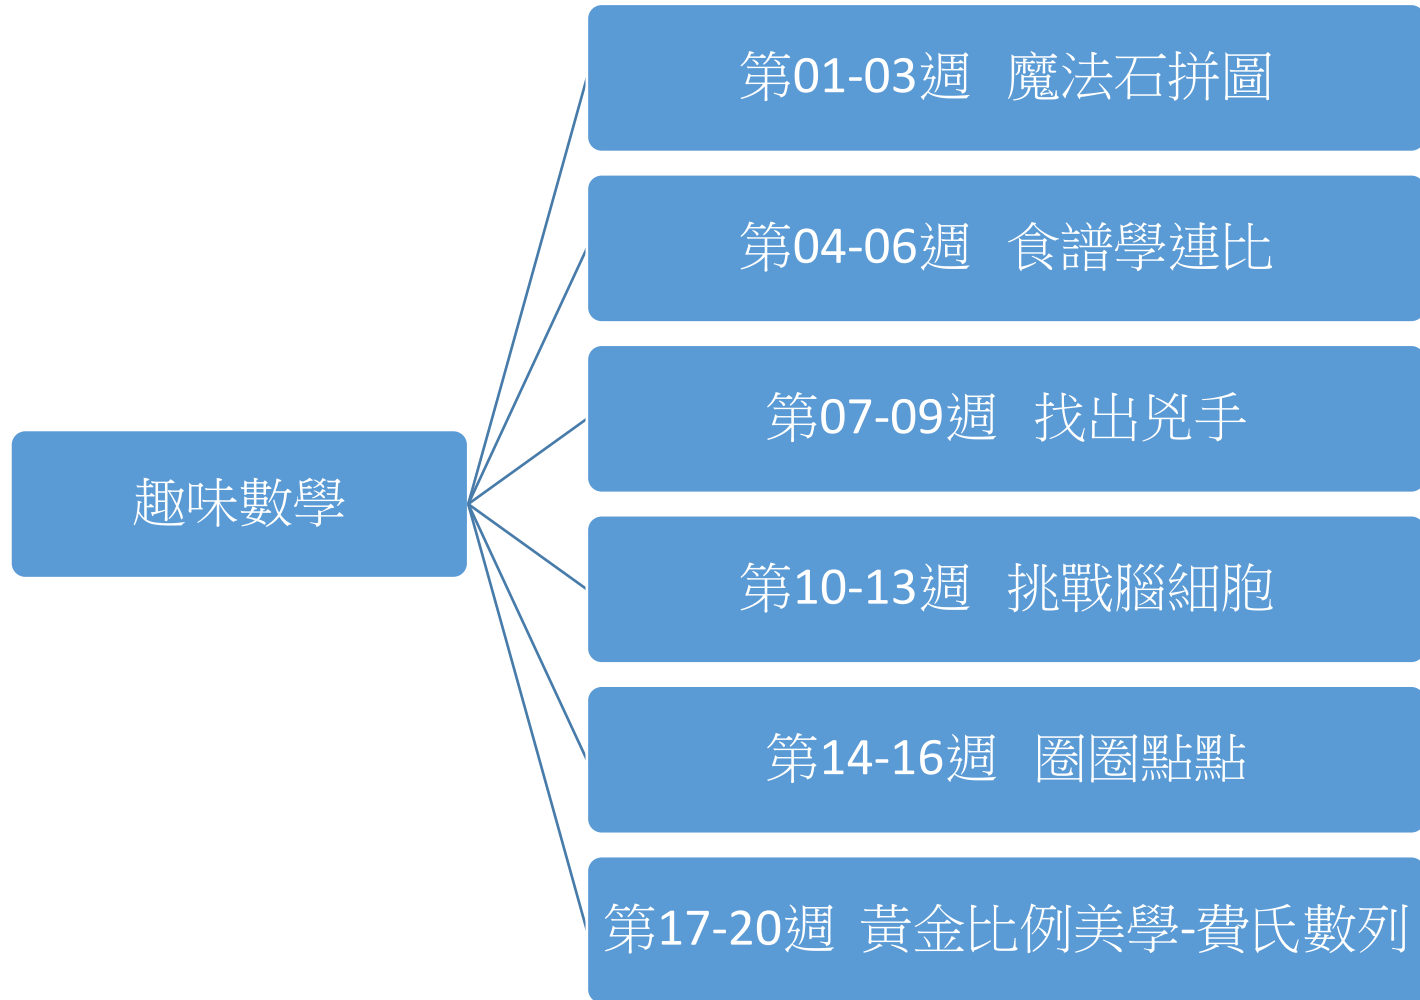 趣味數學
第01-03週 魔法石拼圖
第04-06週 食譜學連比
第07-09週 找出兇手
第10-13週 挑戰腦細胞
第14-16週 圈圈點點
第17-20週 黃金比例美學-費氏數列